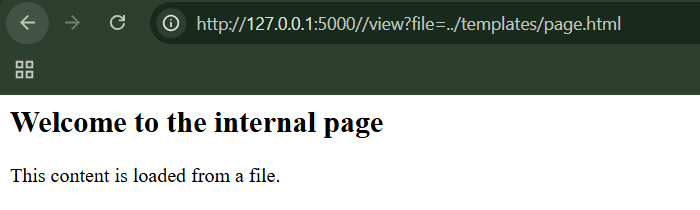 http://127.0.0.1:5000//view?file=../templates/page.html
Welcome to the internal page
This content is loaded from a file.